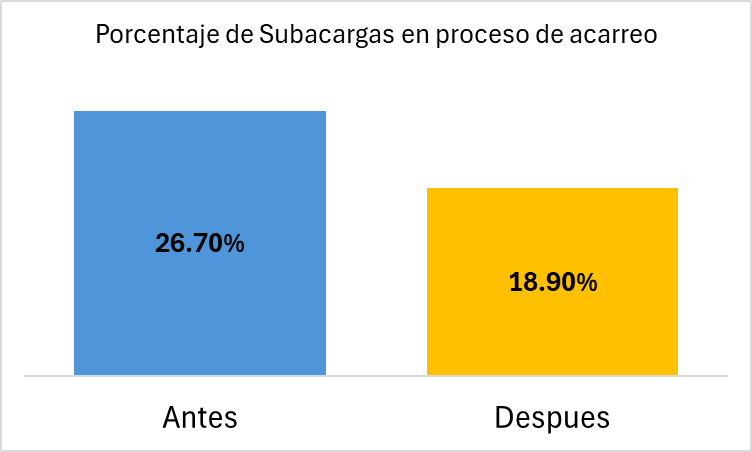 Porcentaje de Subacargas en proceso de acarreo
26.70%
18.90%
Antes
Despues